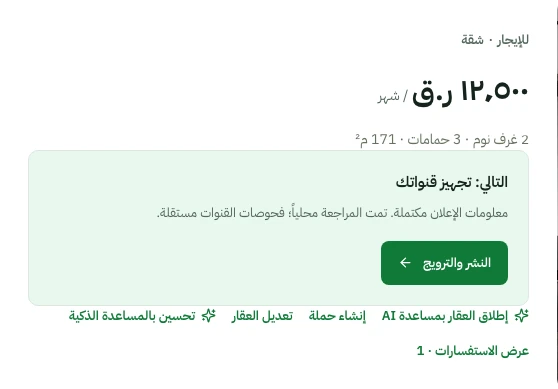 للإيجار · شقة
١٢٬٥٠٠ ر.ق / شهر
2 غرف نوم · 3 حمامات · 171 م²
التالي: تجهيز قنواتك
معلومات الإعلان مكتملة. تمت المراجعة محلياً؛ فحوصات القنوات مستقلة.
النشر والترويج ←
إطلاق العقار بمساعدة AI إنشاء حملة تعديل العقار تحسين بالمساعدة الذكية
عرض الاستفسارات · 1